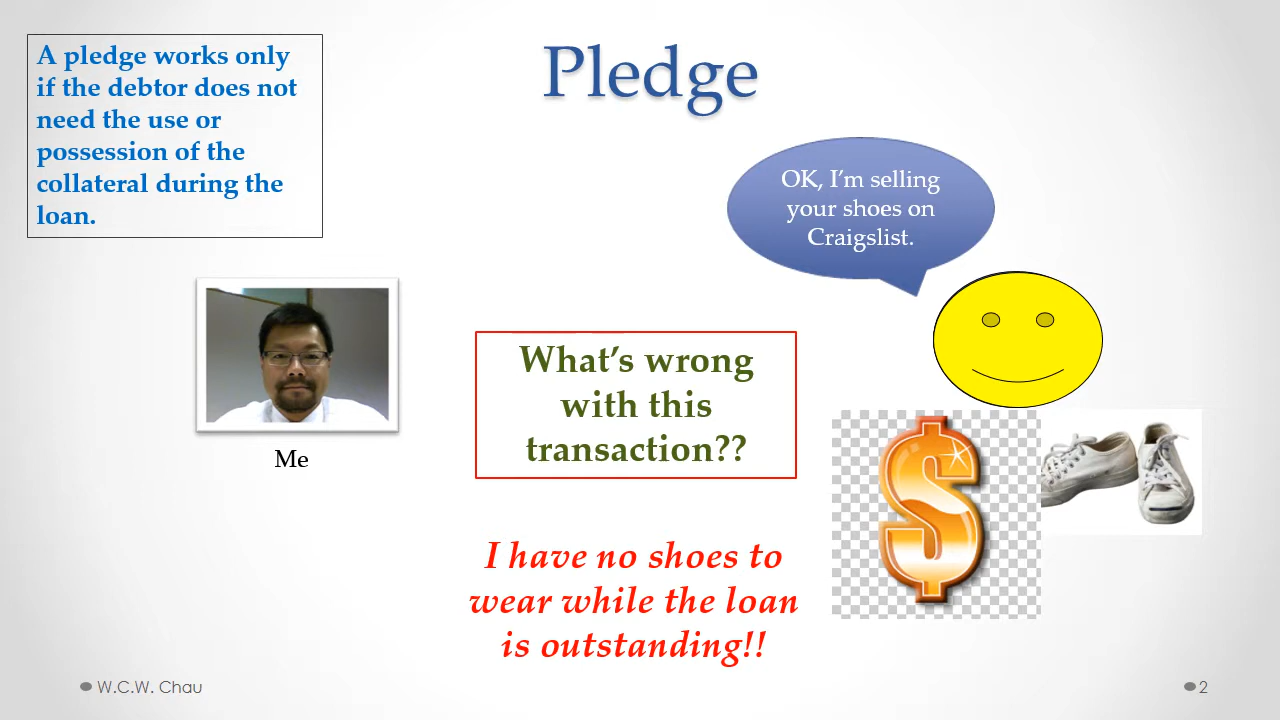 A pledge works only
if the debtor does not
need the use or
possession of the
collateral during the
loan.
Pledge
OK, I'm selling
your shoes on
Craigslist.
Me
What's wrong
with this
transaction??
I have no shoes to
wear while the loan
is outstanding!!
W.C.W. Chau
2